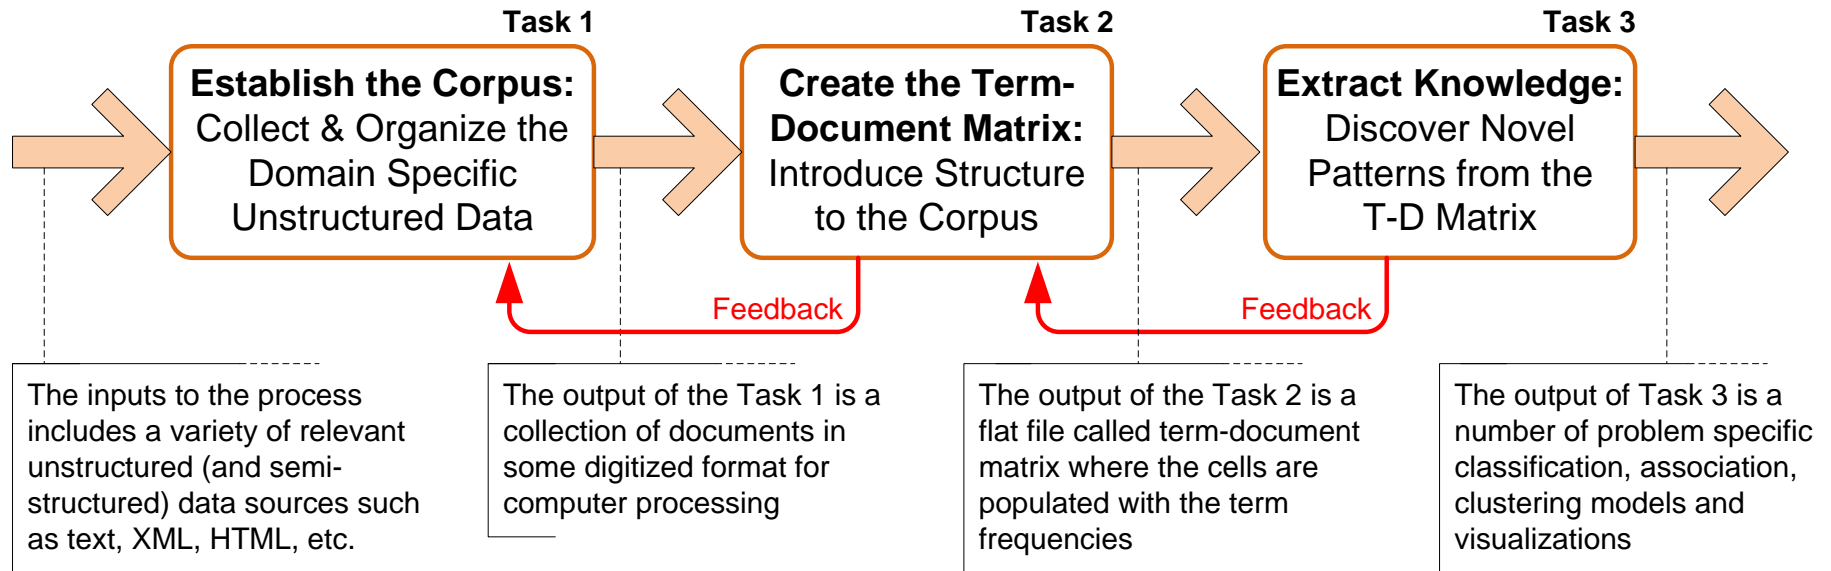 Task 1
Establish the Corpus:
Collect & Organize the
Domain Specific
Unstructured Data
Task 2
Create the Term-
Document Matrix:
Introduce Structure
to the Corpus
Task 3
Extract Knowledge:
Discover Novel
Patterns from the
T-D Matrix
Feedback
Feedback
The inputs to the process
includes a variety of relevant
unstructured (and semi-
structured) data sources such
as text, XML, HTML, etc.
The output of the Task 1 is a
collection of documents in
some digitized format for
computer processing
The output of the Task 2 is a
flat file called term-document
matrix where the cells are
populated with the term
frequencies
The output of Task 3 is a
number of problem specific
classification, association,
clustering models and
visualizations